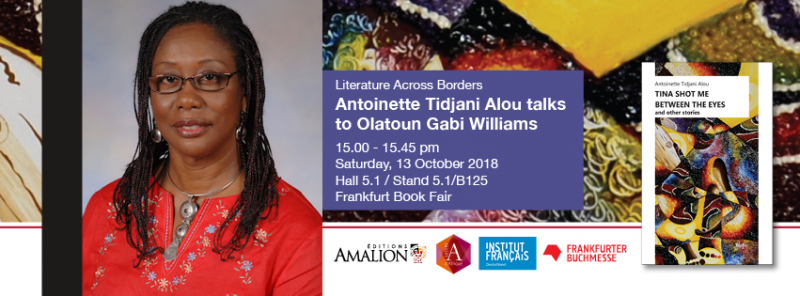 Literature Across Borders
Antoinette Tidjani Alou talks
to Olatoun Gabi Williams
15.00 - 15.45 pm
Saturday, 13 October 2018
Hall 5.1 / Stand 5.1/B125
Frankfurt Book Fair
Antoinette Tidjani Alou
TINA SHOT ME
BETWEEN THE EYES
and other stories
ÉDITIONS
AMALION
A
INSTITUT
FRANÇAIS
Deutschland
FRANKFURTER
BUCHMESSE